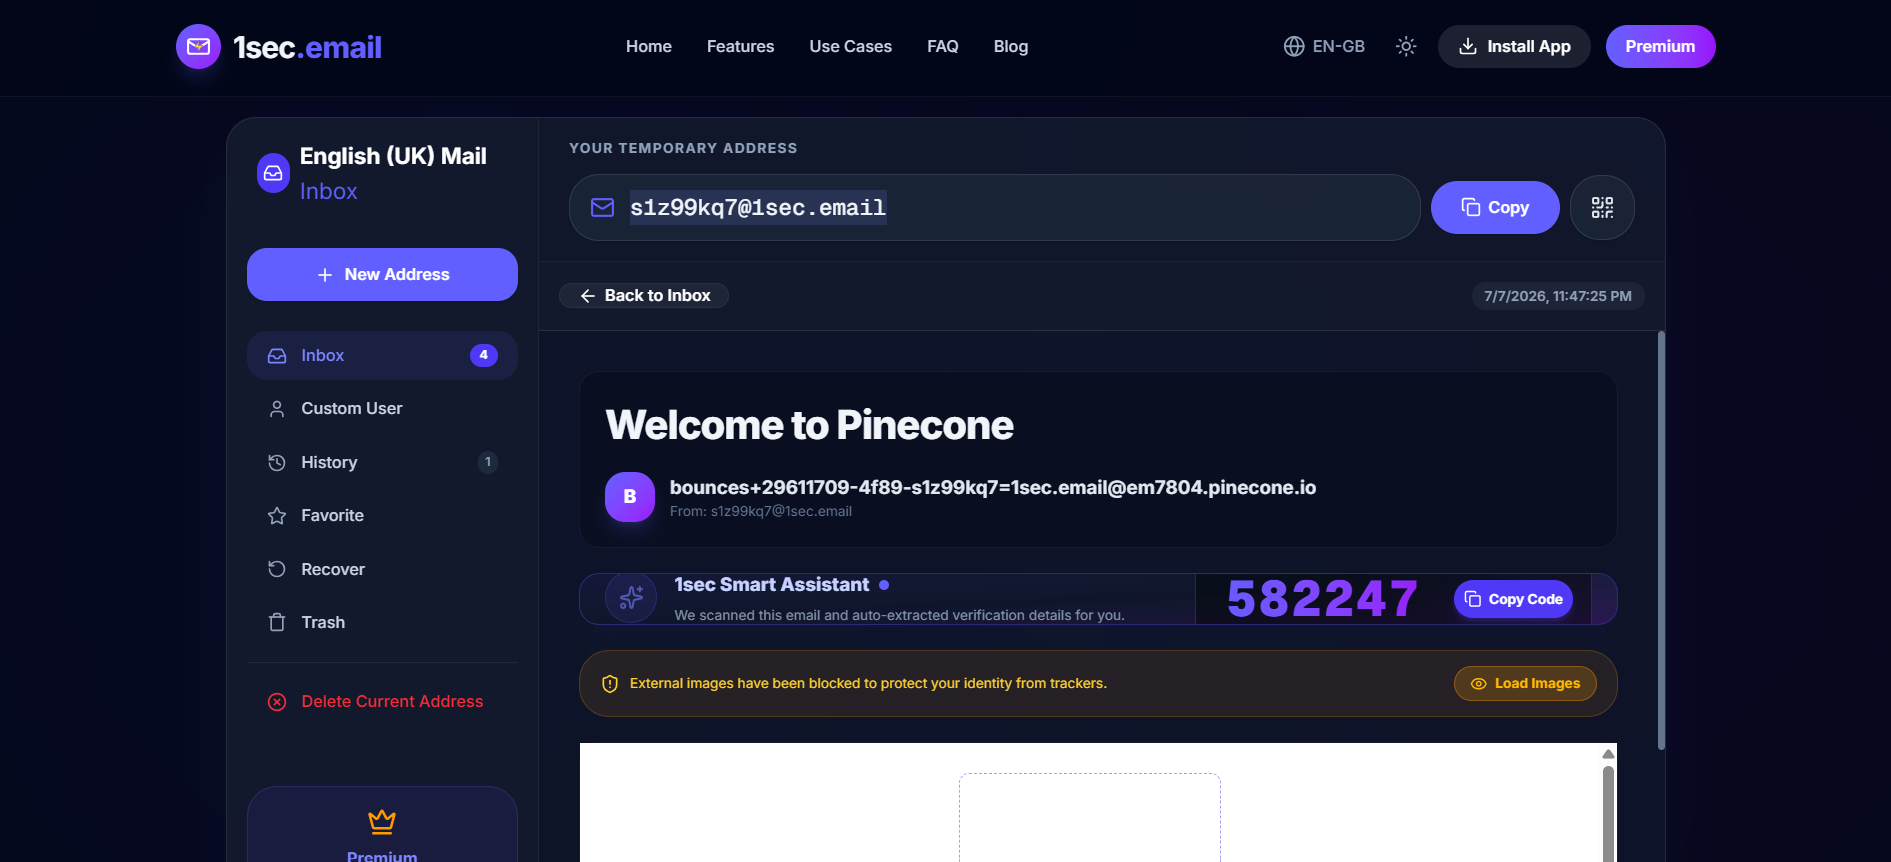 1sec.email
Home
Features
Use Cases
FAQ
Blog
EN-GB
Install App
Premium
English (UK) Mail
Inbox
New Address
Inbox
4
Custom User
History
1
Favorite
Recover
Trash
Delete Current Address
Premium
YOUR TEMPORARY ADDRESS
s1z99kq7@1sec.email
Copy
Back to Inbox
7/7/2026, 11:47:25 PM
Welcome to Pinecone
B
bounces+29611709-4f89-s1z99kq7=1sec.email@em7804.pinecone.io
From: s1z99kq7@1sec.email
1sec Smart Assistant
We scanned this email and auto-extracted verification details for you.
582247
Copy Code
External images have been blocked to protect your identity from trackers.
Load Images